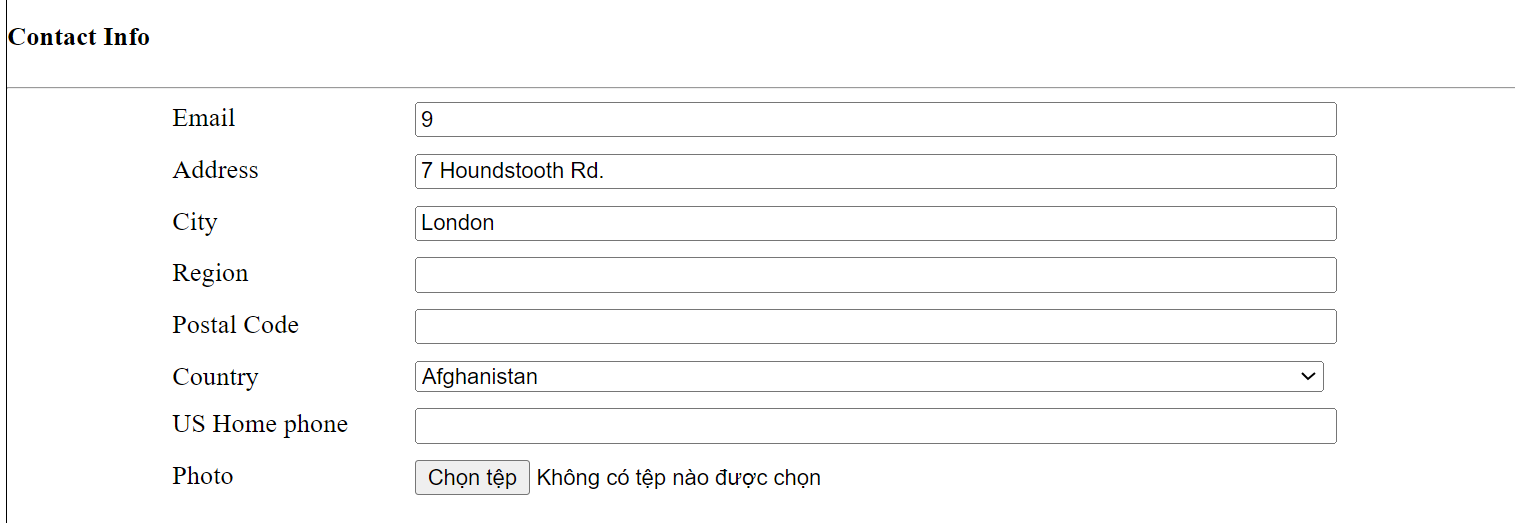 Contact Info
Email 9
Address 7 Houndstooth Rd.
City London
Region
Postal Code
Country Afghanistan
US Home phone
Photo Chọn tệp Không có tệp nào được chọn